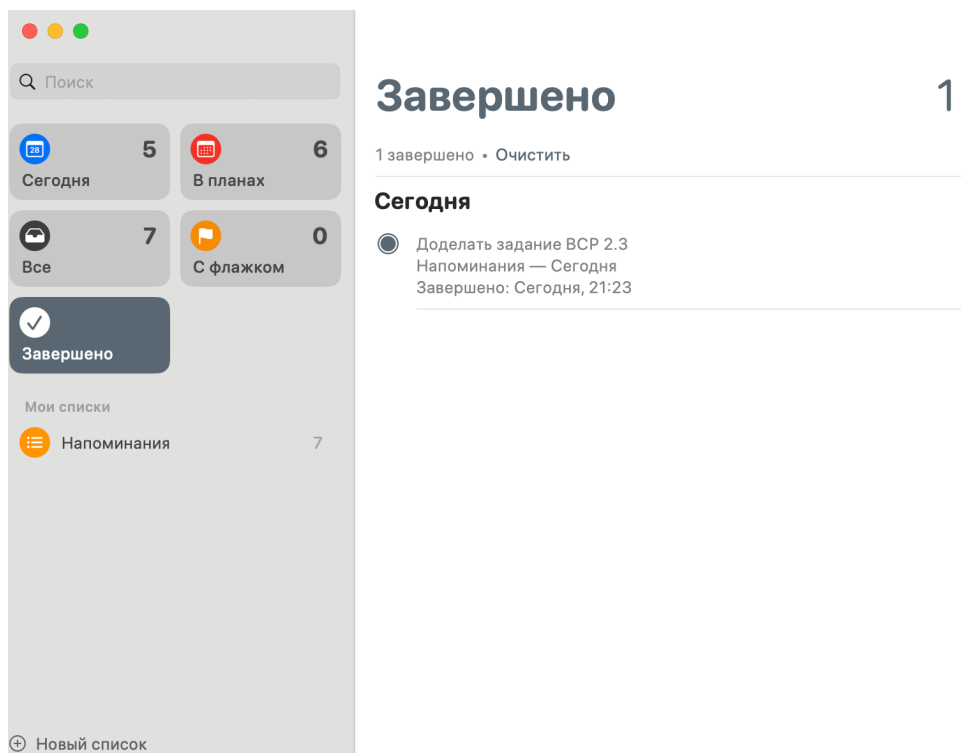 Поиск
28
5
Сегодня
6
В планах
7
Все
0
С флажком
Завершено
Мои списки
Напоминания 7
Новый список
Завершено 1
1 завершено • Очистить
Сегодня
Доделать задание ВСР 2.3
Напоминания — Сегодня
Завершено: Сегодня, 21:23